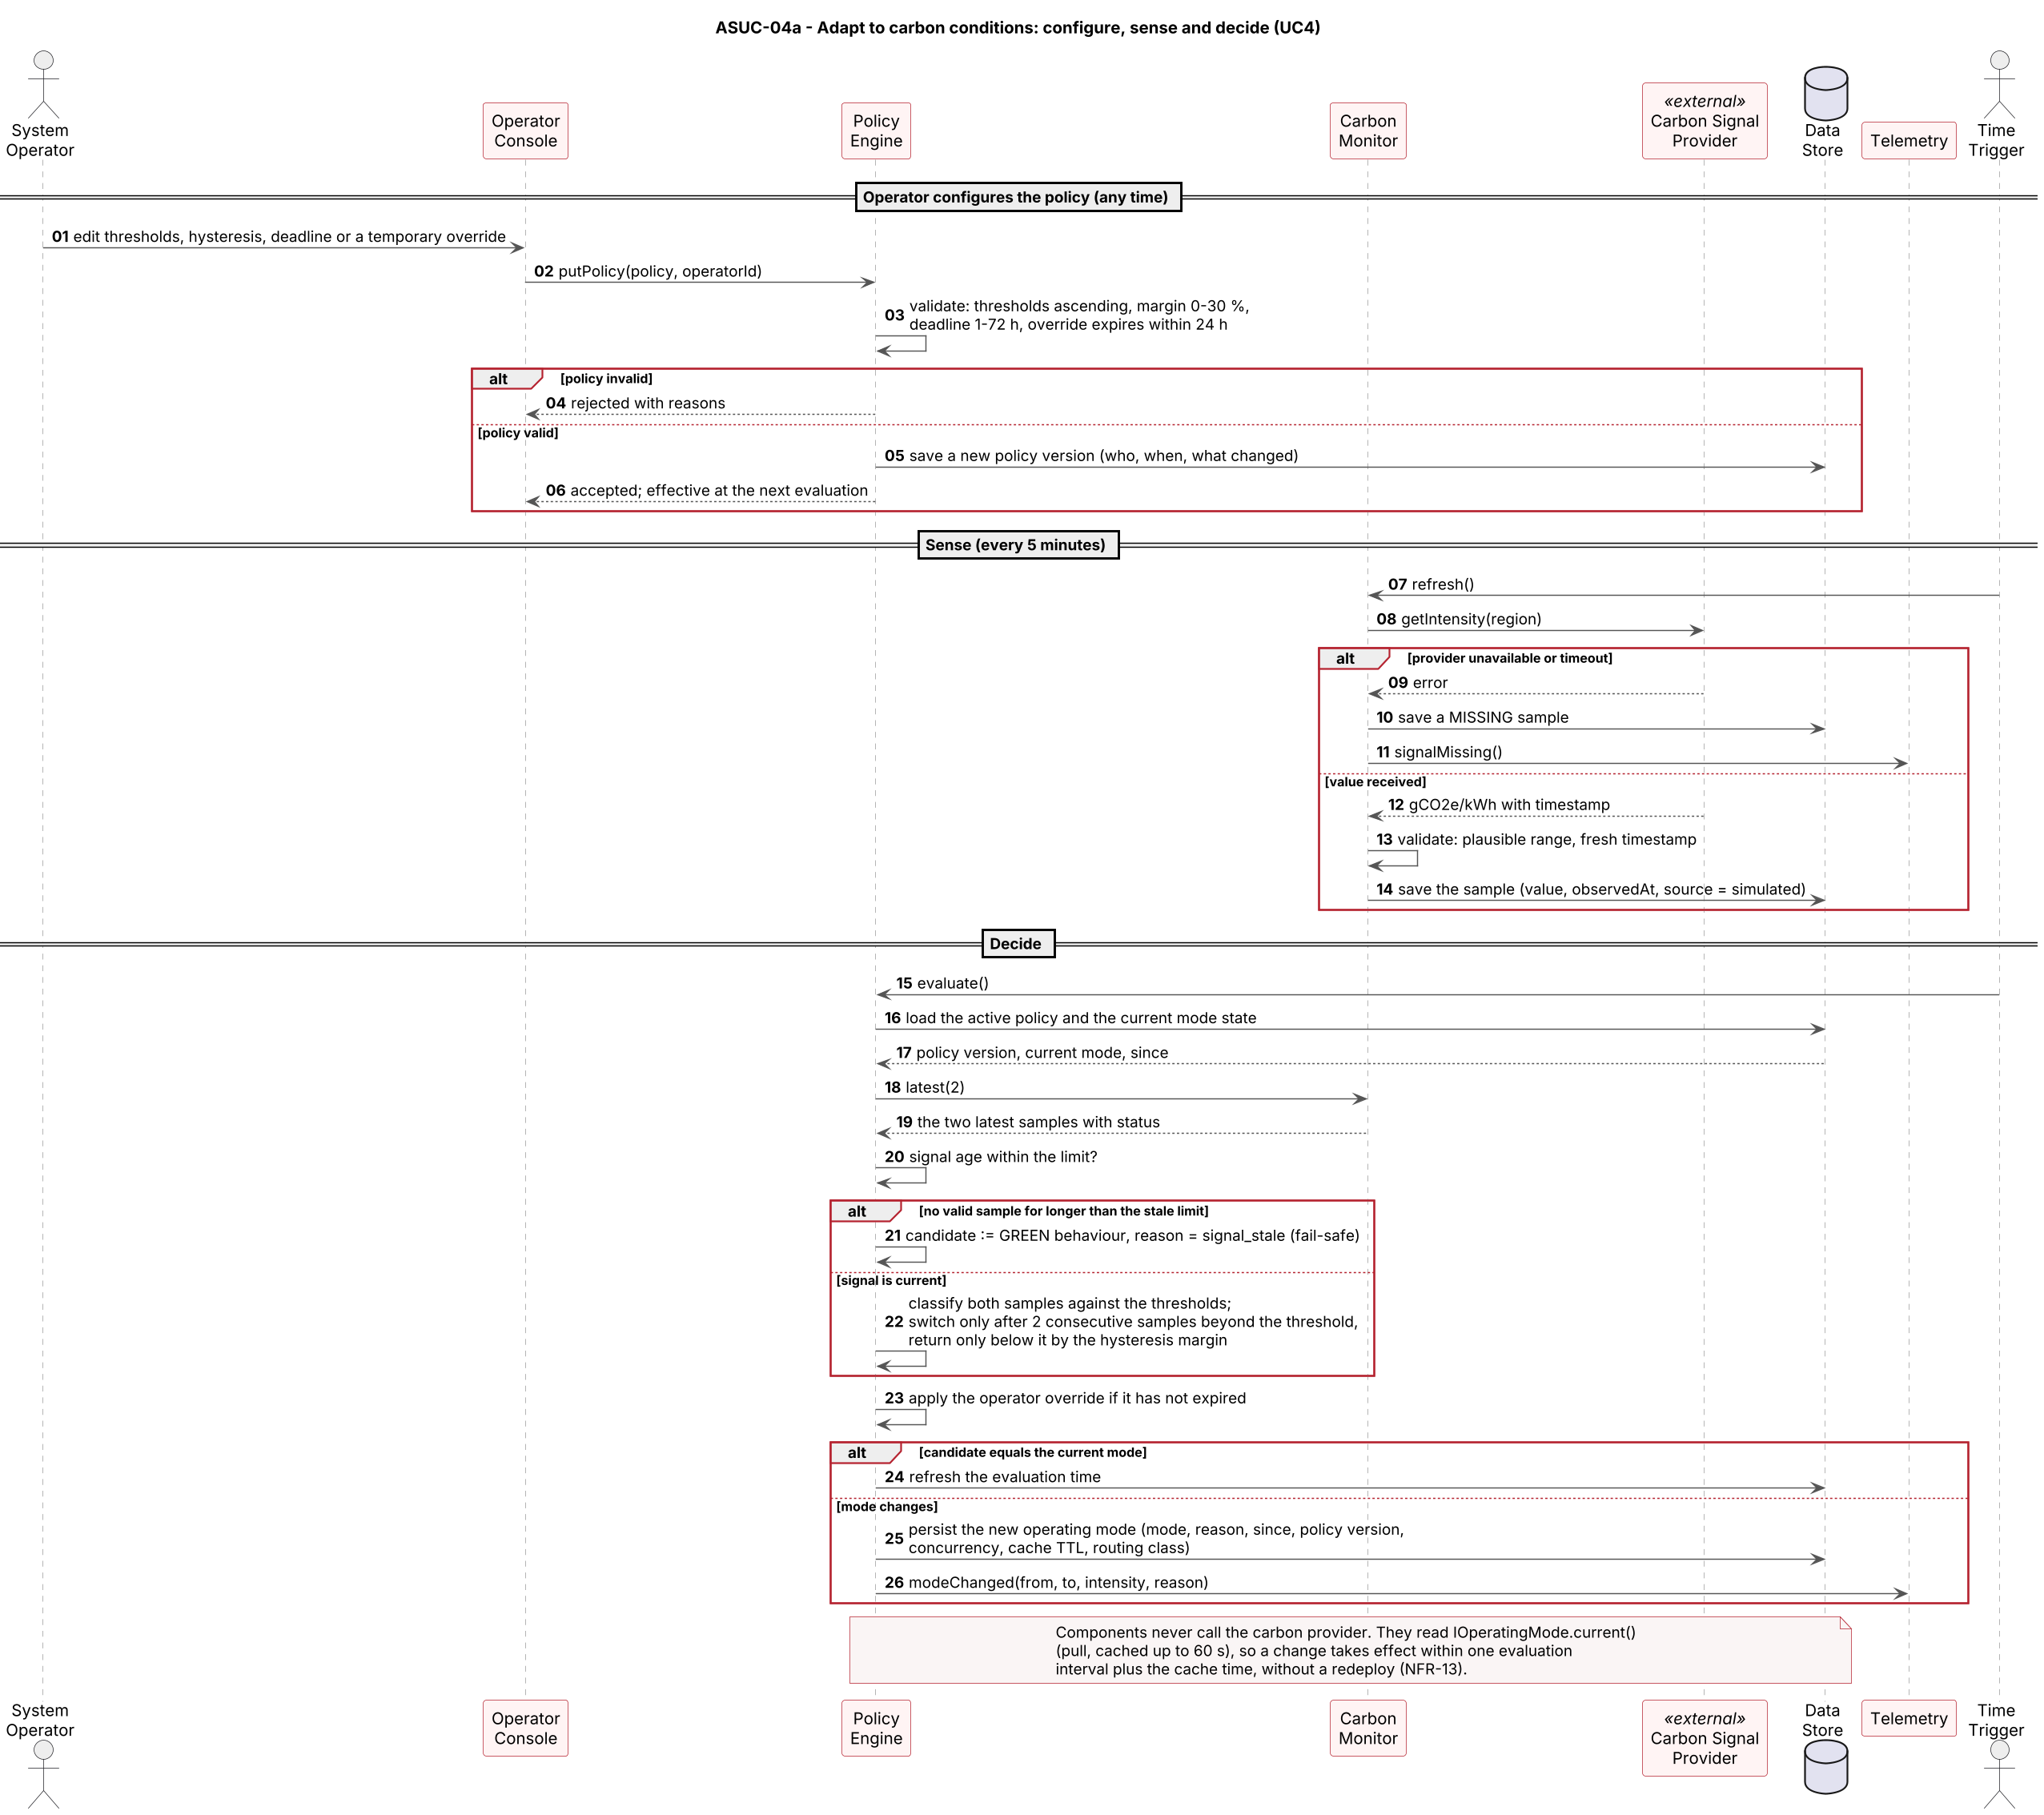 ASUC-04a - Adapt to carbon conditions: configure, sense and decide (UC4)
System
Operator
Operator
Console
Policy
Engine
Carbon
Monitor
«external»
Carbon Signal
Provider
Data
Store
Telemetry
Time
Trigger
Operator configures the policy (any time)
01 edit thresholds, hysteresis, deadline or a temporary override
02 putPolicy(policy, operatorId)
03 validate: thresholds ascending, margin 0-30 %,
deadline 1-72 h, override expires within 24 h
alt [policy invalid]
04 rejected with reasons
[policy valid]
05 save a new policy version (who, when, what changed)
06 accepted; effective at the next evaluation
Sense (every 5 minutes)
07 refresh()
08 getIntensity(region)
alt [provider unavailable or timeout]
09 error
10 save a MISSING sample
11 signalMissing()
[value received]
12 gCO2e/kWh with timestamp
13 validate: plausible range, fresh timestamp
14 save the sample (value, observedAt, source = simulated)
Decide
15 evaluate()
16 load the active policy and the current mode state
17 policy version, current mode, since
18 latest(2)
19 the two latest samples with status
20 signal age within the limit?
alt [no valid sample for longer than the stale limit]
21 candidate := GREEN behaviour, reason = signal_stale (fail-safe)
[signal is current]
classify both samples against the thresholds;
22 switch only after 2 consecutive samples beyond the threshold,
return only below it by the hysteresis margin
23 apply the operator override if it has not expired
alt [candidate equals the current mode]
24 refresh the evaluation time
[mode changes]
25 persist the new operating mode (mode, reason, since, policy version,
concurrency, cache TTL, routing class)
26 modeChanged(from, to, intensity, reason)
Components never call the carbon provider. They read IOperatingMode.current()
(pull, cached up to 60 s), so a change takes effect within one evaluation
interval plus the cache time, without a redeploy (NFR-13).
System
Operator
Operator
Console
Policy
Engine
Carbon
Monitor
«external»
Carbon Signal
Provider
Data
Store
Telemetry
Time
Trigger